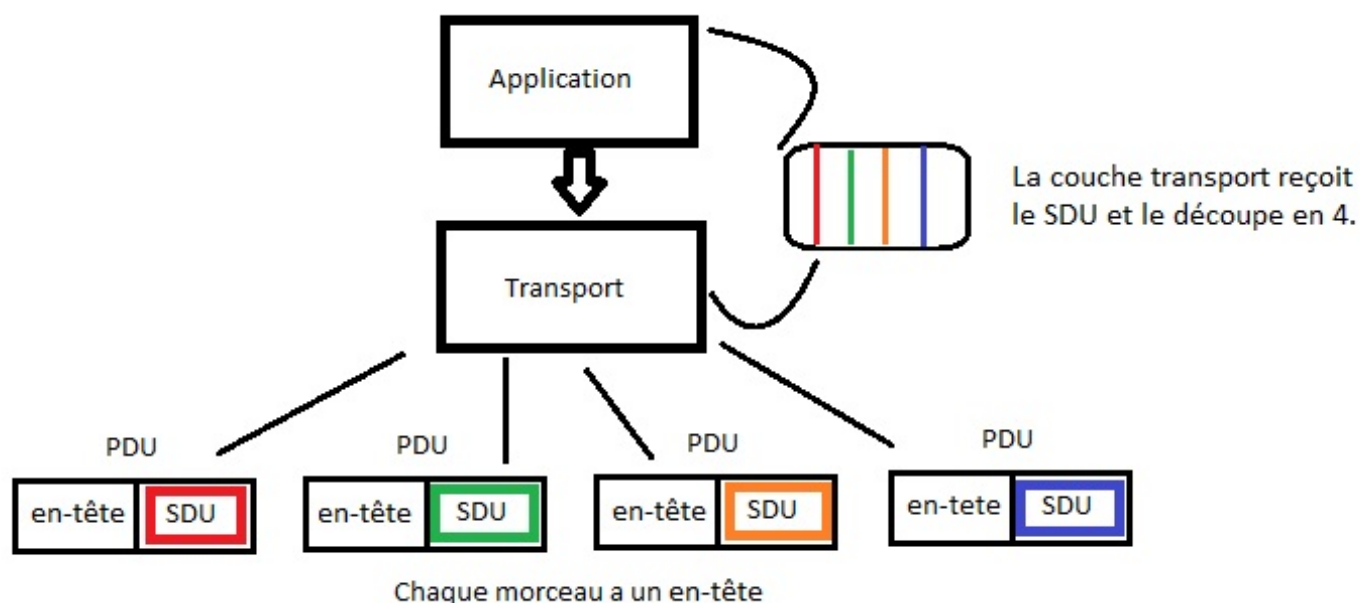 Application
La couche transport reçoit
le SDU et le découpe en 4.
Transport
PDU PDU PDU PDU
en-tête SDU en-tête SDU en-tête SDU en-tete SDU
Chaque morceau a un en-tête